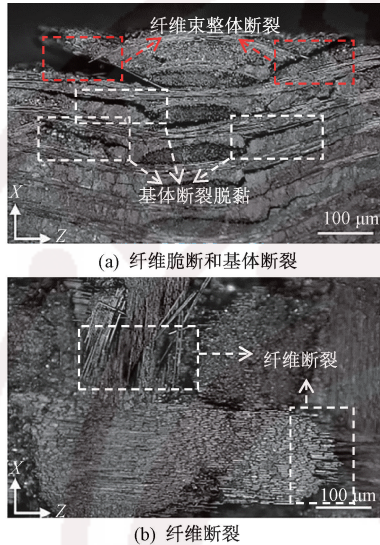 纤维束整体断裂
基体断裂脱黏
X
Z
100 μm
(a) 纤维脆断和基体断裂
纤维断裂
X
Z
100 μm
(b) 纤维断裂